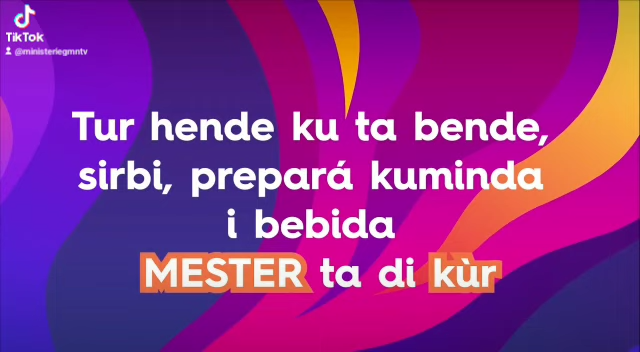 TikTok
@ministeriegmntv
Tur hende ku ta bende,
sirbi, prepará kuminda
i bebida
MESTER ta di kùr